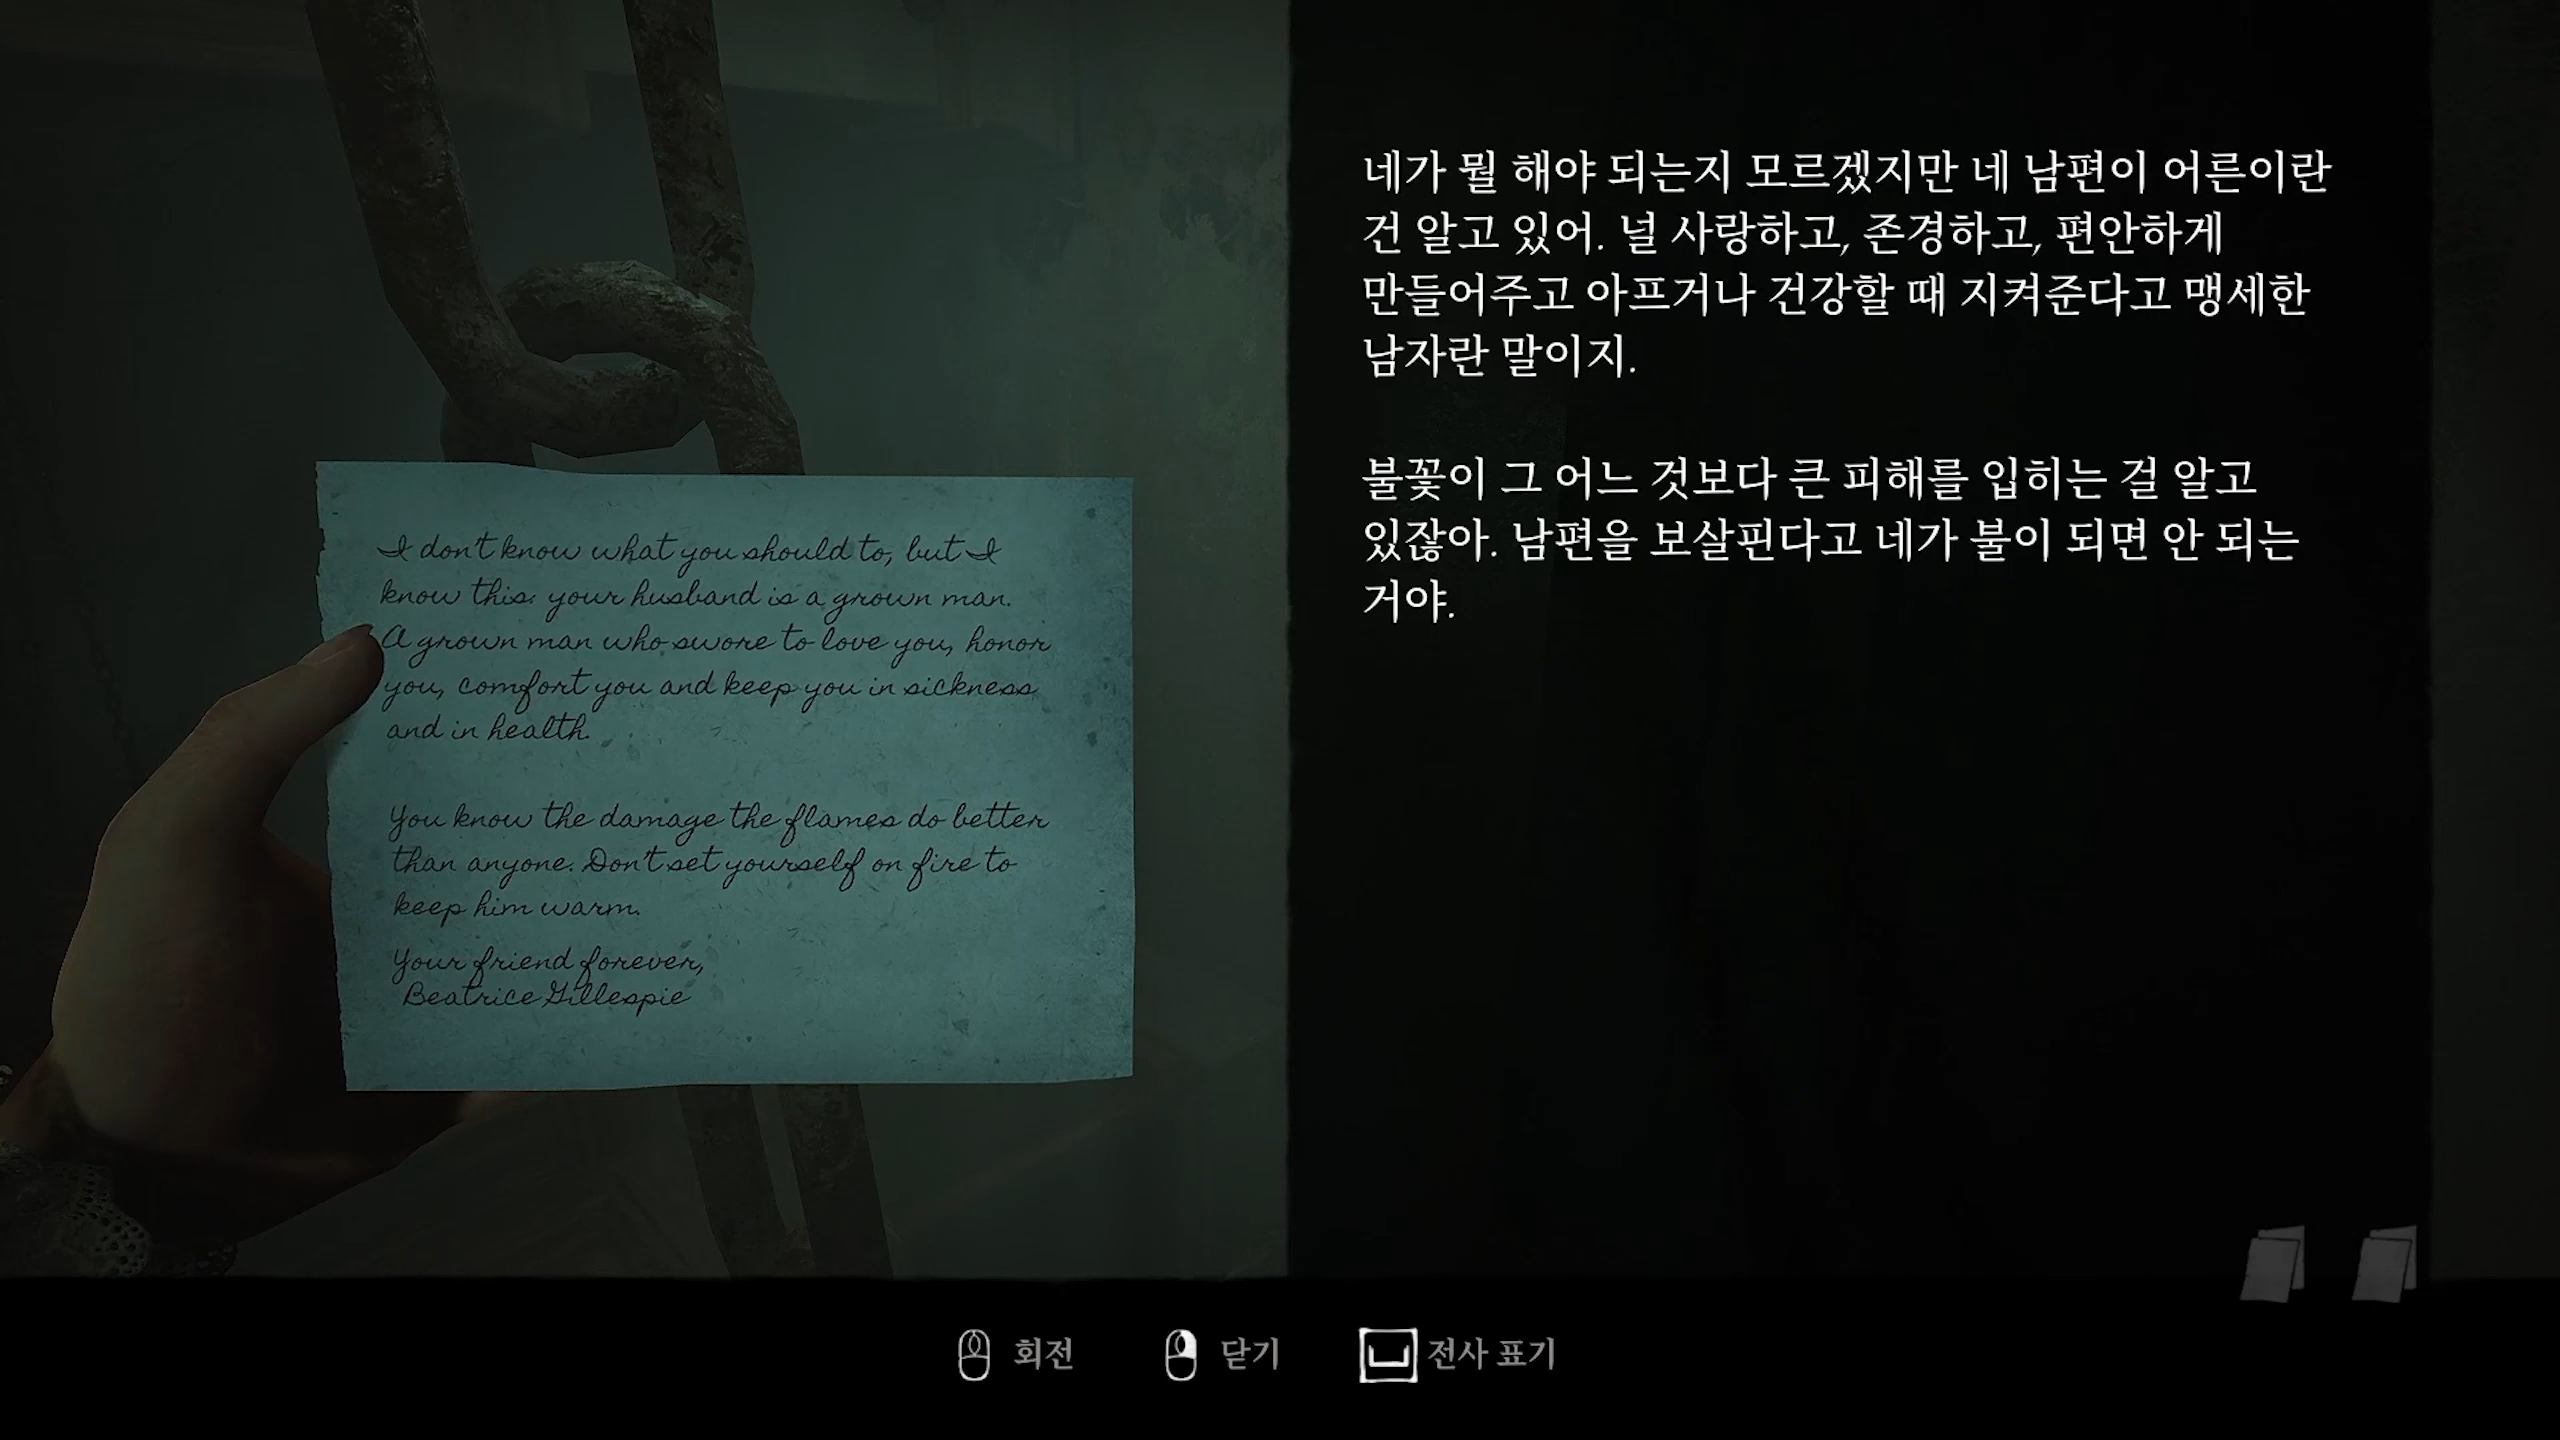 I don't know what you should to, but I
know this: your husband is a grown man.
A grown man who swore to love you, honor
you, comfort you and keep you in sickness
and in health.
You know the damage the flames do better
than anyone. Don't set yourself on fire to
keep him warm.
Your friend forever,
Beatrice Gillespie
네가 뭘 해야 되는지 모르겠지만 네 남편이 어른이란
건 알고 있어. 널 사랑하고, 존경하고, 편안하게
만들어주고 아프거나 건강할 때 지켜준다고 맹세한
남자란 말이지.
불꽃이 그 어느 것보다 큰 피해를 입히는 걸 알고
있잖아. 남편을 보살핀다고 네가 불이 되면 안 되는
거야.
회전 닫기 전사 표기